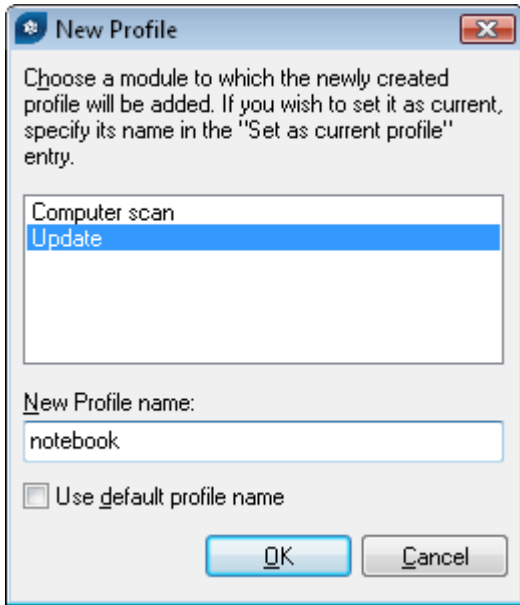 New Profile
Choose a module to which the newly created
profile will be added. If you wish to set it as current,
specify its name in the "Set as current profile"
entry.
Computer scan
Update
New Profile name:
notebook
Use default profile name
OK
Cancel